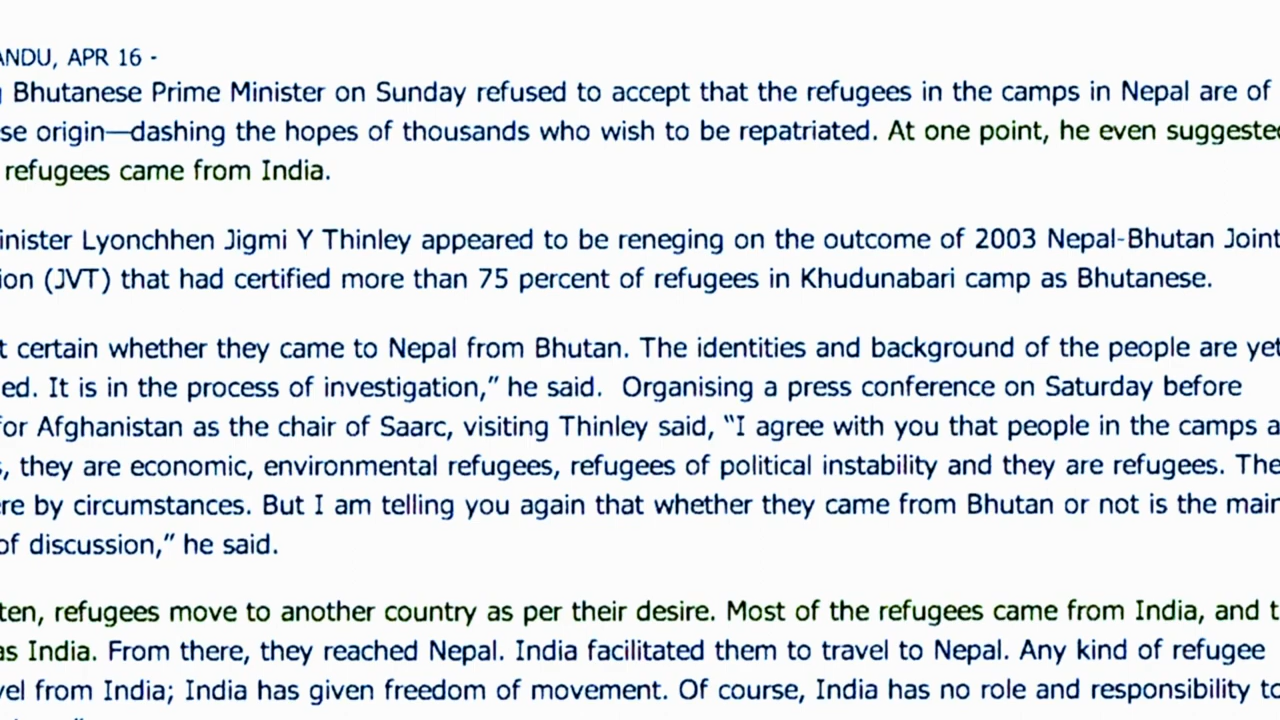 ANDU, APR 16 -
Bhutanese Prime Minister on Sunday refused to accept that the refugees in the camps in Nepal are of
se origin—dashing the hopes of thousands who wish to be repatriated. At one point, he even suggested
refugees came from India.
inister Lyonchhen Jigmi Y Thinley appeared to be reneging on the outcome of 2003 Nepal-Bhutan Joint
ion (JVT) that had certified more than 75 percent of refugees in Khudunabari camp as Bhutanese.
t certain whether they came to Nepal from Bhutan. The identities and background of the people are yet
ed. It is in the process of investigation,” he said. Organising a press conference on Saturday before
for Afghanistan as the chair of Saarc, visiting Thinley said, “I agree with you that people in the camps a
, they are economic, environmental refugees, refugees of political instability and they are refugees. The
re by circumstances. But I am telling you again that whether they came from Bhutan or not is the main
of discussion,” he said.
ten, refugees move to another country as per their desire. Most of the refugees came from India, and t
as India. From there, they reached Nepal. India facilitated them to travel to Nepal. Any kind of refugee
vel from India; India has given freedom of movement. Of course, India has no role and responsibility to